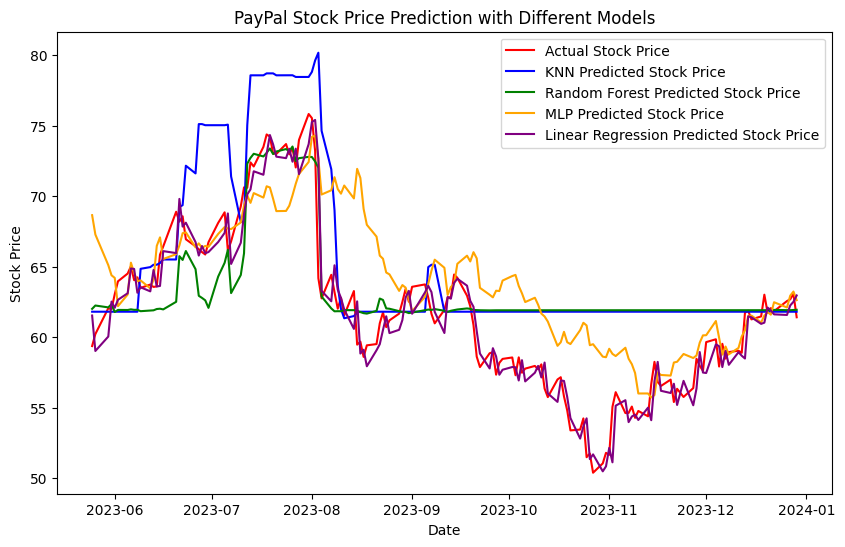 PayPal Stock Price Prediction with Different Models
Actual Stock Price
KNN Predicted Stock Price
Random Forest Predicted Stock Price
MLP Predicted Stock Price
Linear Regression Predicted Stock Price
Stock Price
80
75
70
65
60
55
50
2023-06
2023-07
2023-08
2023-09
2023-10
2023-11
2023-12
2024-01
Date